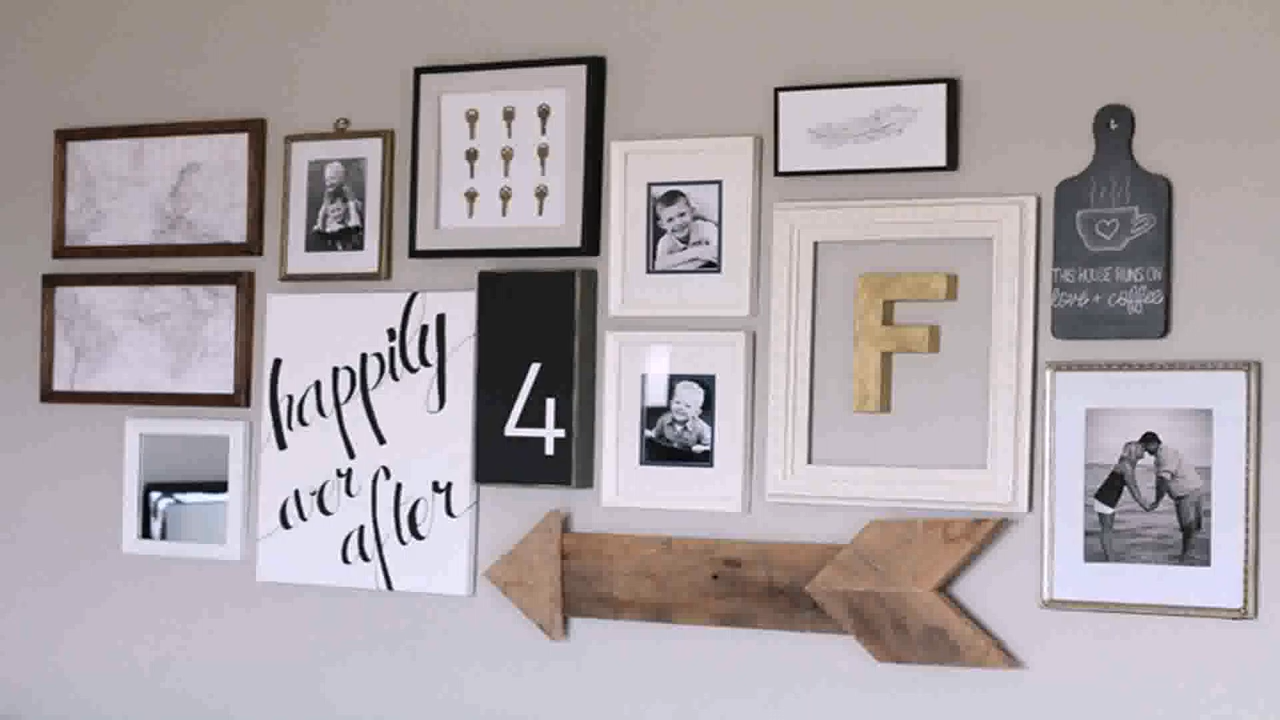 happily
ever
after
4
F
THIS HOUSE RUNS ON
love + coffee